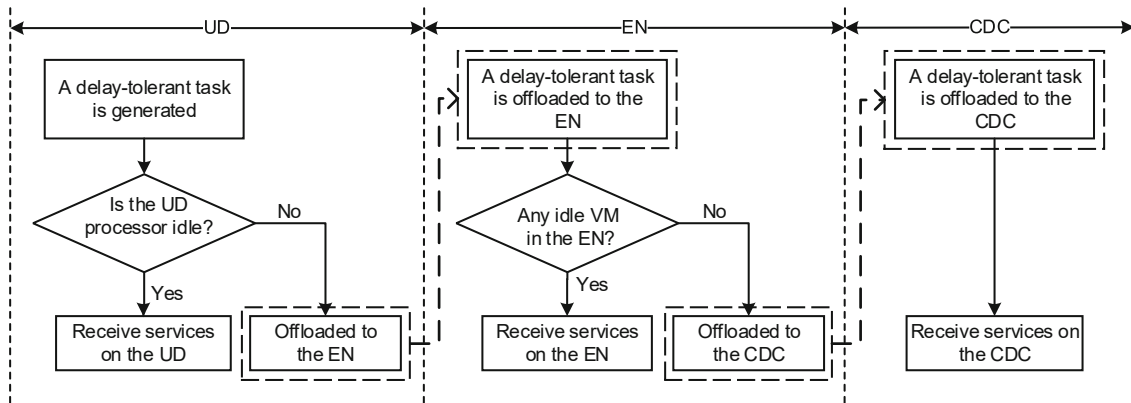 UD
EN
CDC
A delay-tolerant task
is generated
Is the UD
processor idle?
No
Yes
Receive services
on the UD
Offloaded to
the EN
A delay-tolerant task
is offloaded to the
EN
Any idle VM
in the EN?
No
Yes
Receive services
on the EN
Offloaded to
the CDC
A delay-tolerant task
is offloaded to the
CDC
Receive services on
the CDC